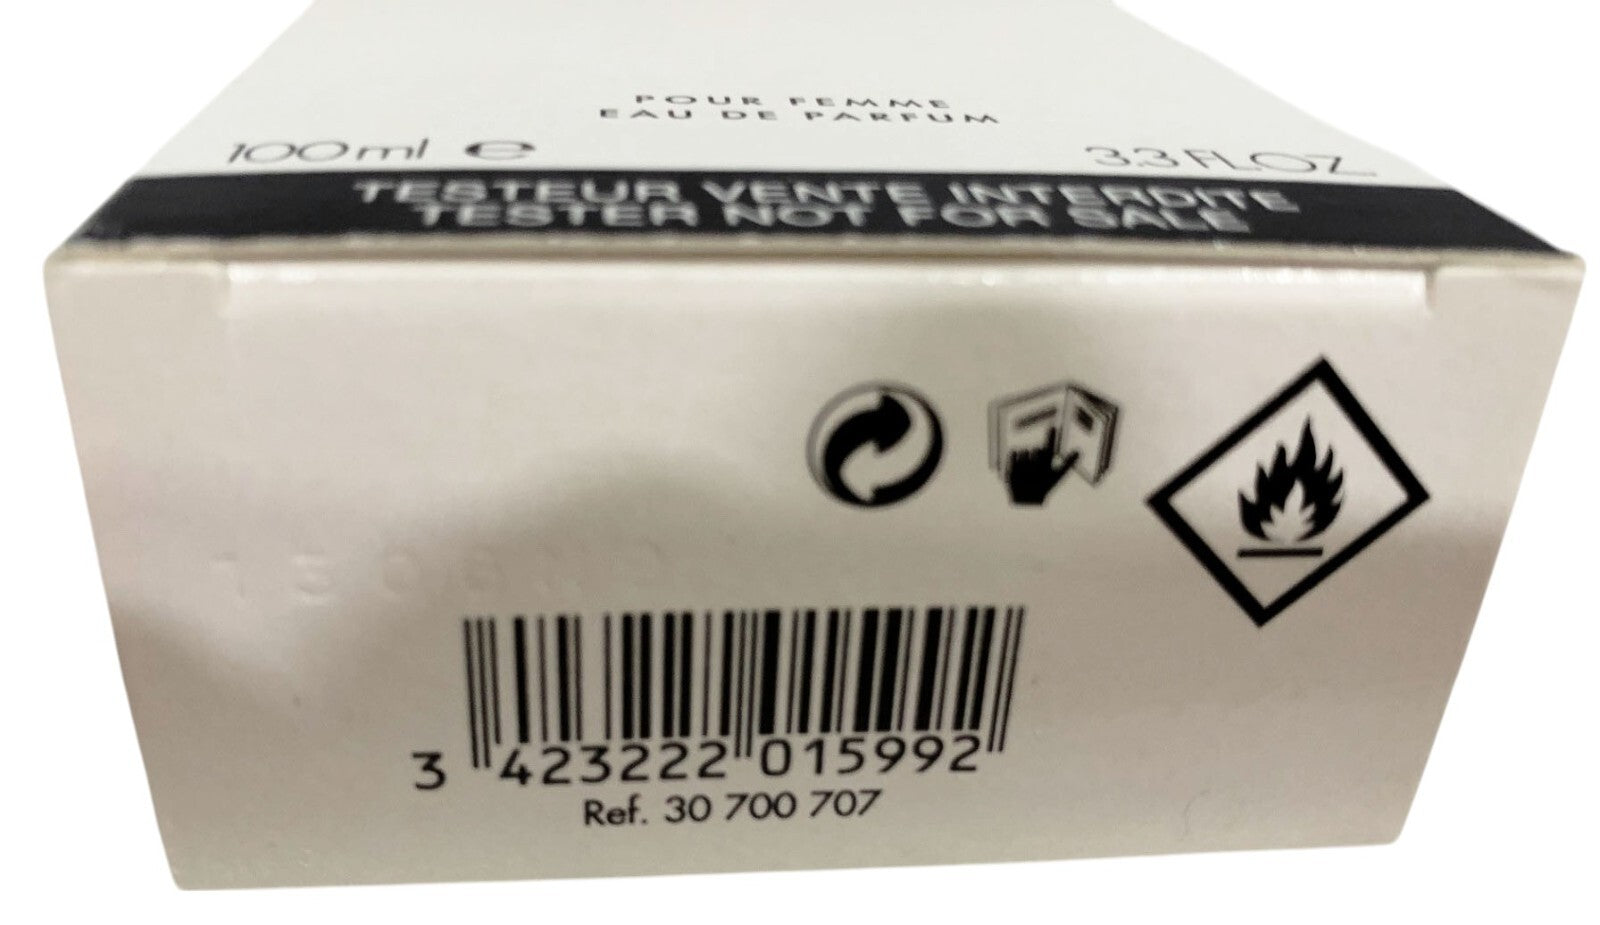 POUR FEMME
EAU DE PARFUM
100ml ℮ 3.3 FL.OZ.
TESTEUR VENTE INTERDITE
TESTER NOT FOR SALE
3 423222 015992
Ref. 30 700 707